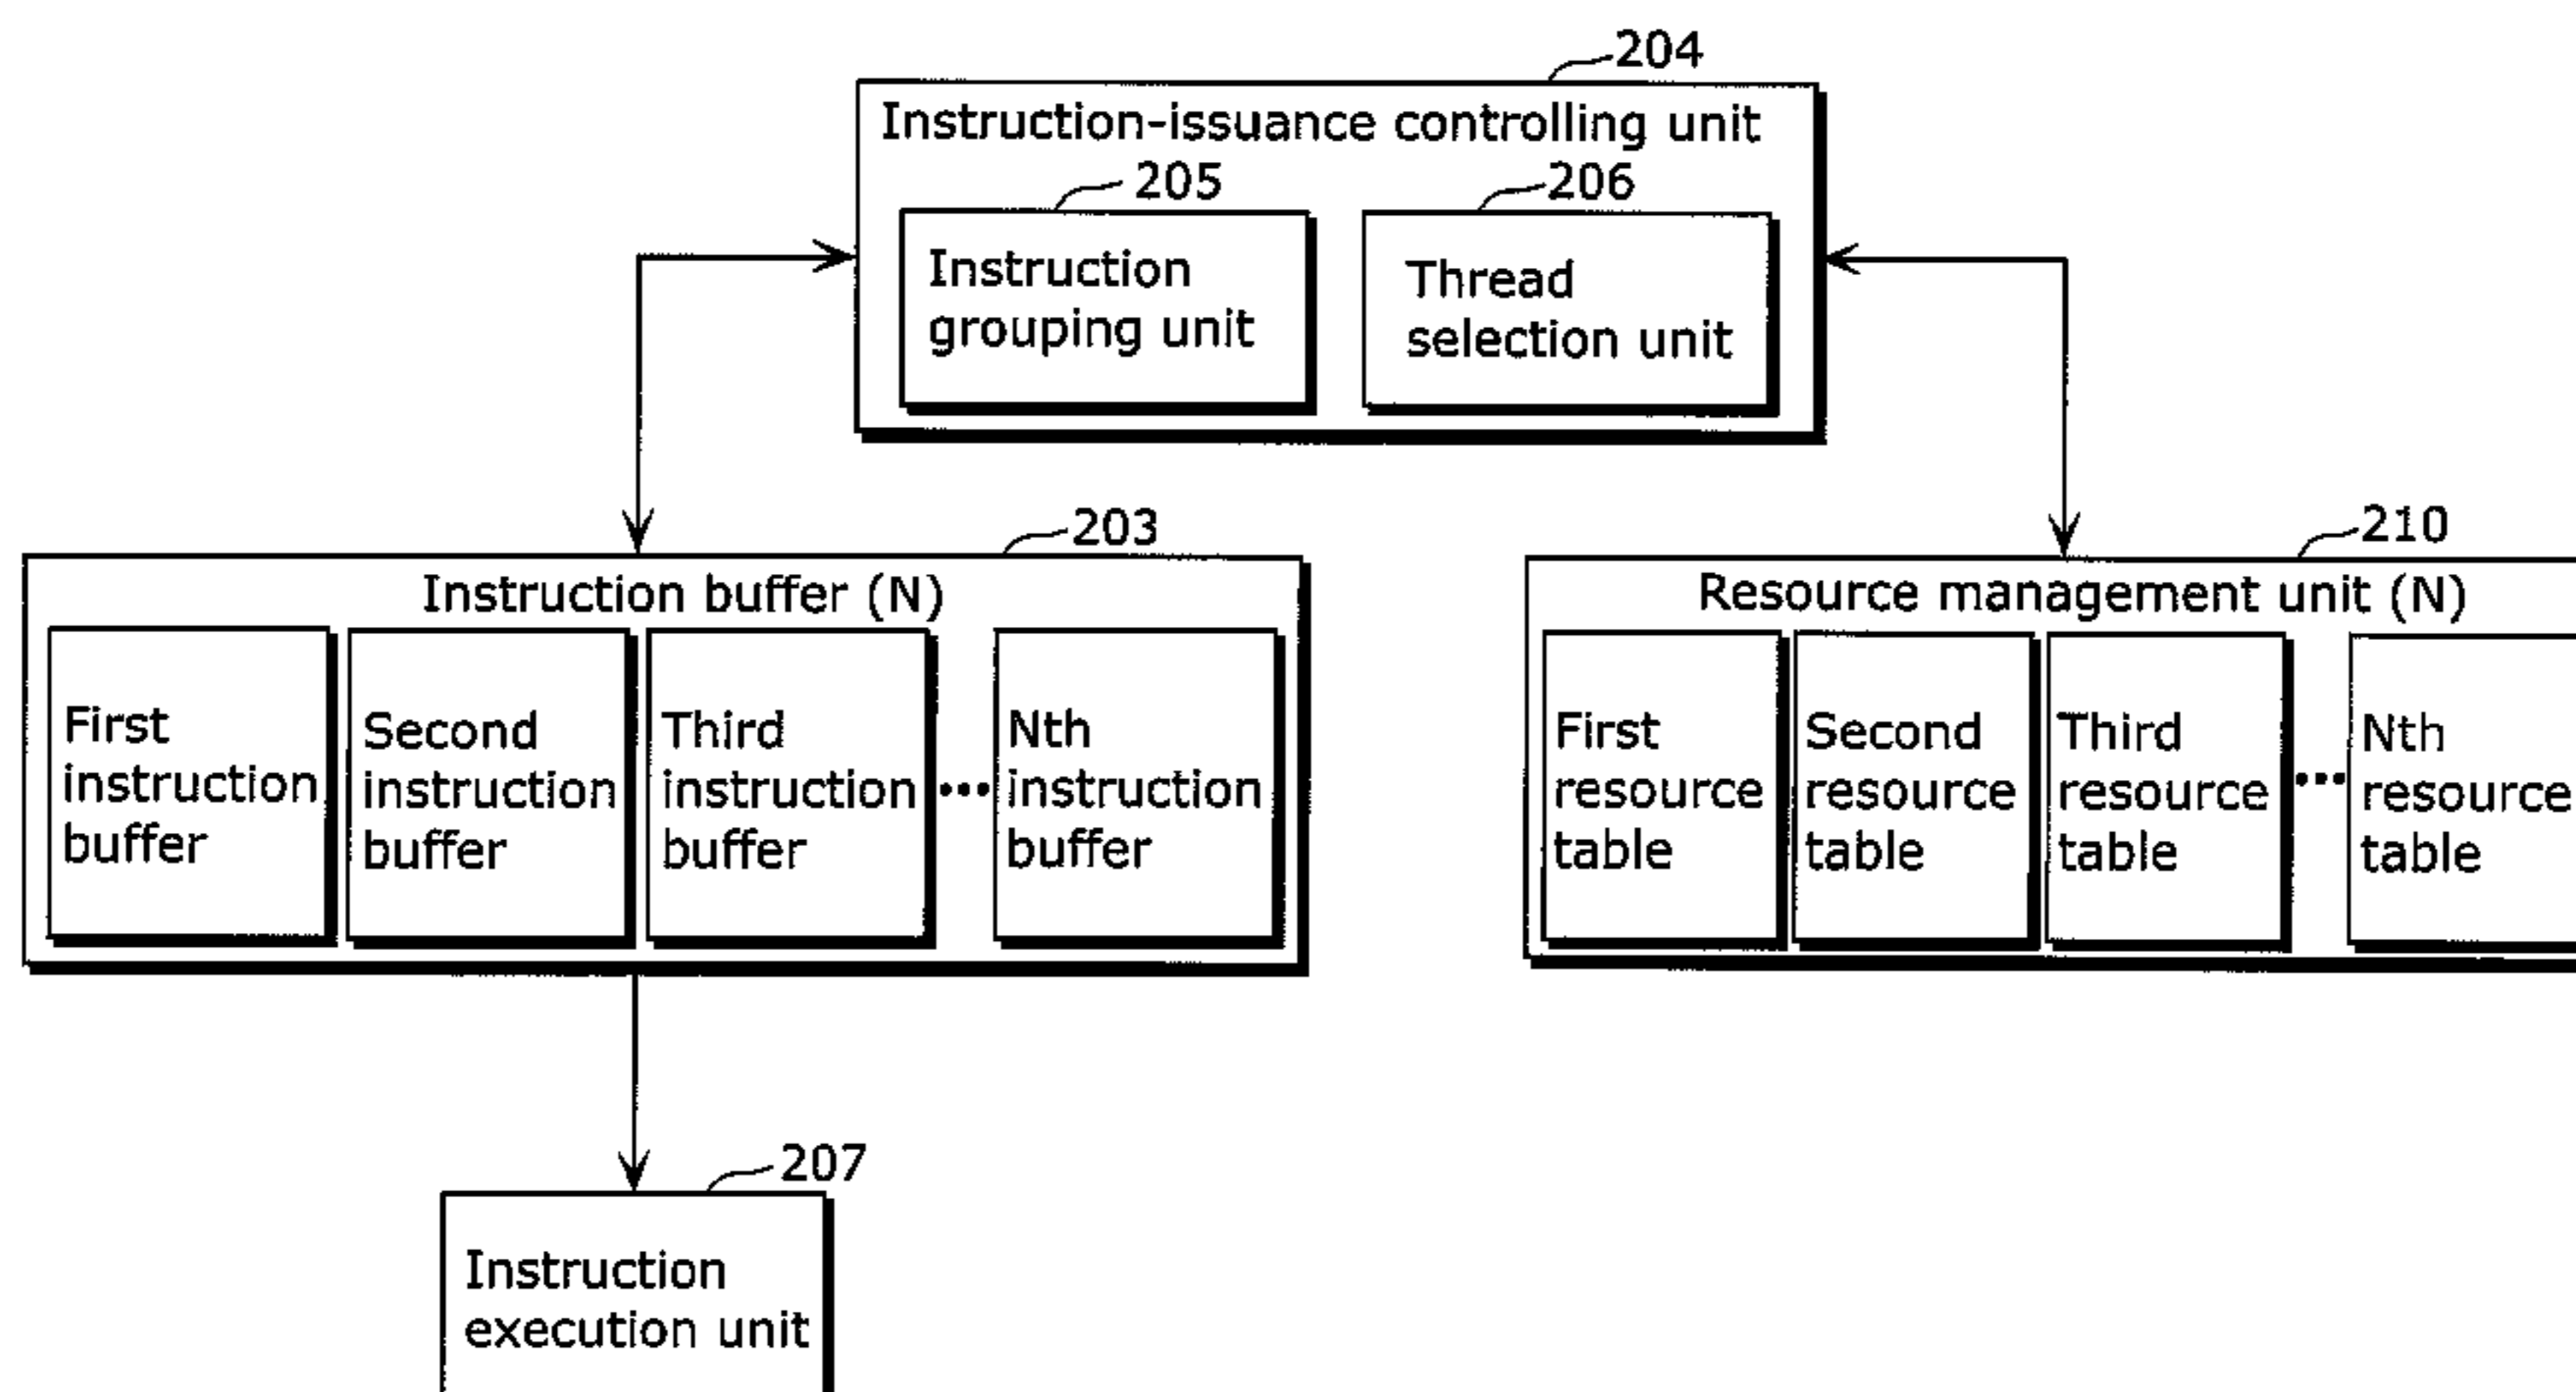 204
Instruction-issuance controlling unit
205
206
Instruction
grouping unit
Thread
selection unit
203
Instruction buffer (N)
First
instruction
buffer
Second
instruction
buffer
Third
instruction
buffer
...
Nth
instruction
buffer
210
Resource management unit (N)
First
resource
table
Second
resource
table
Third
resource
table
...
Nth
resource
table
207
Instruction
execution unit